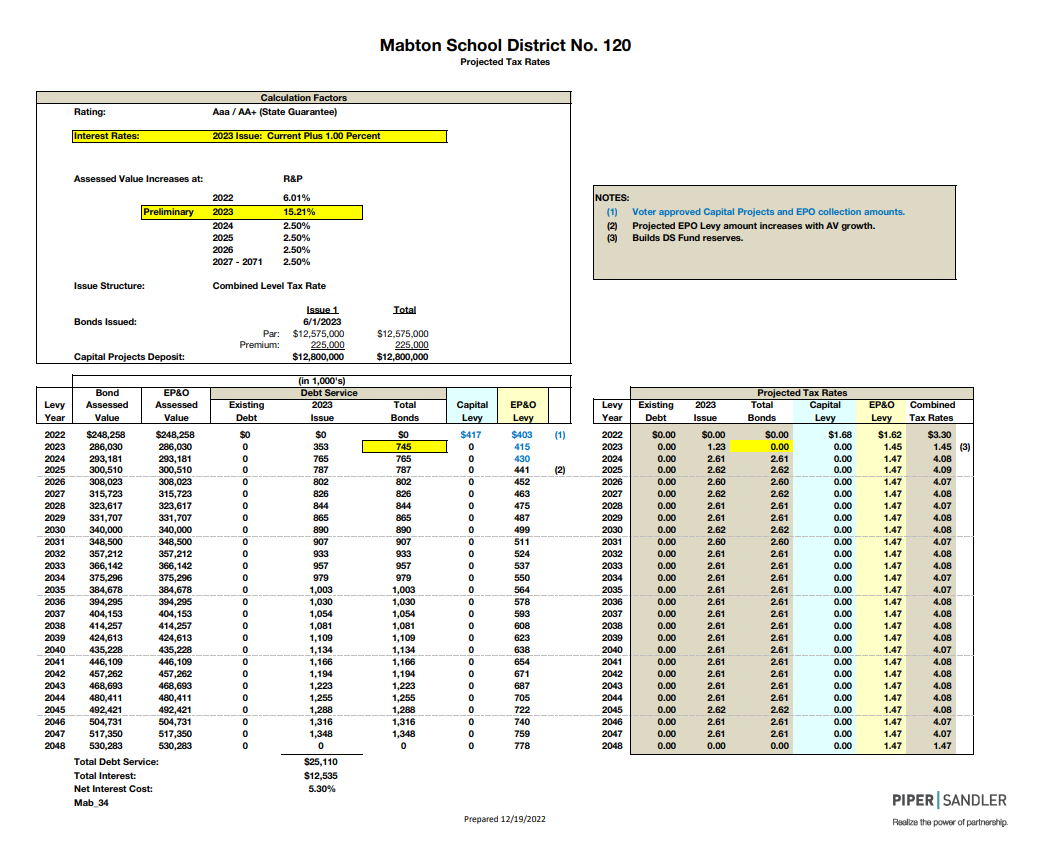 Mabton School District No. 120
Projected Tax Rates
Calculation Factors
Rating: Aaa / AA+ (State Guarantee)
Interest Rates: 2023 Issue: Current Plus 1.00 Percent
Assessed Value Increases at: R&P
2022 6.01%
Preliminary 2023 15.21%
2024 2.50%
2025 2.50%
2026 2.50%
2027 - 2071 2.50%
Issue Structure: Combined Level Tax Rate
Issue 1 Total
Bonds Issued: 6/1/2023
Par: $12,575,000 $12,575,000
Premium: 225,000 225,000
Capital Projects Deposit: $12,800,000 $12,800,000
NOTES:
(1) Voter approved Capital Projects and EPO collection amounts.
(2) Projected EPO Levy amount increases with AV growth.
(3) Builds DS Fund reserves.
(in 1,000's)
Bond EP&O Debt Service
Levy Assessed Assessed Existing 2023 Total Capital EP&O
Year Value Value Debt Issue Bonds Levy Levy
2022 $248,258 $248,258 $0 $0 $0 $417 $403 (1)
2023 286,030 286,030 0 353 745 0 415
2024 293,181 293,181 0 765 765 0 430
2025 300,510 300,510 0 787 787 0 441 (2)
2026 308,023 308,023 0 802 802 0 452
2027 315,723 315,723 0 826 826 0 463
2028 323,617 323,617 0 844 844 0 475
2029 331,707 331,707 0 865 865 0 487
2030 340,000 340,000 0 890 890 0 499
2031 348,500 348,500 0 907 907 0 511
2032 357,212 357,212 0 933 933 0 524
2033 366,142 366,142 0 957 957 0 537
2034 375,296 375,296 0 979 979 0 550
2035 384,678 384,678 0 1,003 1,003 0 564
2036 394,295 394,295 0 1,030 1,030 0 578
2037 404,153 404,153 0 1,054 1,054 0 593
2038 414,257 414,257 0 1,081 1,081 0 608
2039 424,613 424,613 0 1,109 1,109 0 623
2040 435,228 435,228 0 1,134 1,134 0 638
2041 446,109 446,109 0 1,166 1,166 0 654
2042 457,262 457,262 0 1,194 1,194 0 671
2043 468,693 468,693 0 1,223 1,223 0 687
2044 480,411 480,411 0 1,255 1,255 0 705
2045 492,421 492,421 0 1,288 1,288 0 722
2046 504,731 504,731 0 1,316 1,316 0 740
2047 517,350 517,350 0 1,348 1,348 0 759
2048 530,283 530,283 0 0 0 0 778
Total Debt Service: $25,110
Total Interest: $12,535
Net Interest Cost: 5.30%
Mab_34
Projected Tax Rates
Levy Existing 2023 Total Capital EP&O Combined
Year Debt Issue Bonds Levy Levy Tax Rates
2022 $0.00 $0.00 $0.00 $1.68 $1.62 $3.30
2023 0.00 1.23 0.00 0.00 1.45 1.45 (3)
2024 0.00 2.61 2.61 0.00 1.47 4.08
2025 0.00 2.62 2.62 0.00 1.47 4.09
2026 0.00 2.60 2.60 0.00 1.47 4.07
2027 0.00 2.62 2.62 0.00 1.47 4.08
2028 0.00 2.61 2.61 0.00 1.47 4.08
2029 0.00 2.61 2.61 0.00 1.47 4.08
2030 0.00 2.62 2.62 0.00 1.47 4.08
2031 0.00 2.60 2.60 0.00 1.47 4.07
2032 0.00 2.61 2.61 0.00 1.47 4.08
2033 0.00 2.61 2.61 0.00 1.47 4.08
2034 0.00 2.61 2.61 0.00 1.47 4.07
2035 0.00 2.61 2.61 0.00 1.47 4.07
2036 0.00 2.61 2.61 0.00 1.47 4.08
2037 0.00 2.61 2.61 0.00 1.47 4.07
2038 0.00 2.61 2.61 0.00 1.47 4.08
2039 0.00 2.61 2.61 0.00 1.47 4.08
2040 0.00 2.61 2.61 0.00 1.47 4.07
2041 0.00 2.61 2.61 0.00 1.47 4.08
2042 0.00 2.61 2.61 0.00 1.47 4.08
2043 0.00 2.61 2.61 0.00 1.47 4.08
2044 0.00 2.61 2.61 0.00 1.47 4.08
2045 0.00 2.62 2.62 0.00 1.47 4.08
2046 0.00 2.61 2.61 0.00 1.47 4.07
2047 0.00 2.61 2.61 0.00 1.47 4.07
2048 0.00 0.00 0.00 0.00 1.47 1.47
Prepared 12/19/2022
PIPER | SANDLER
Realize the power of partnership.